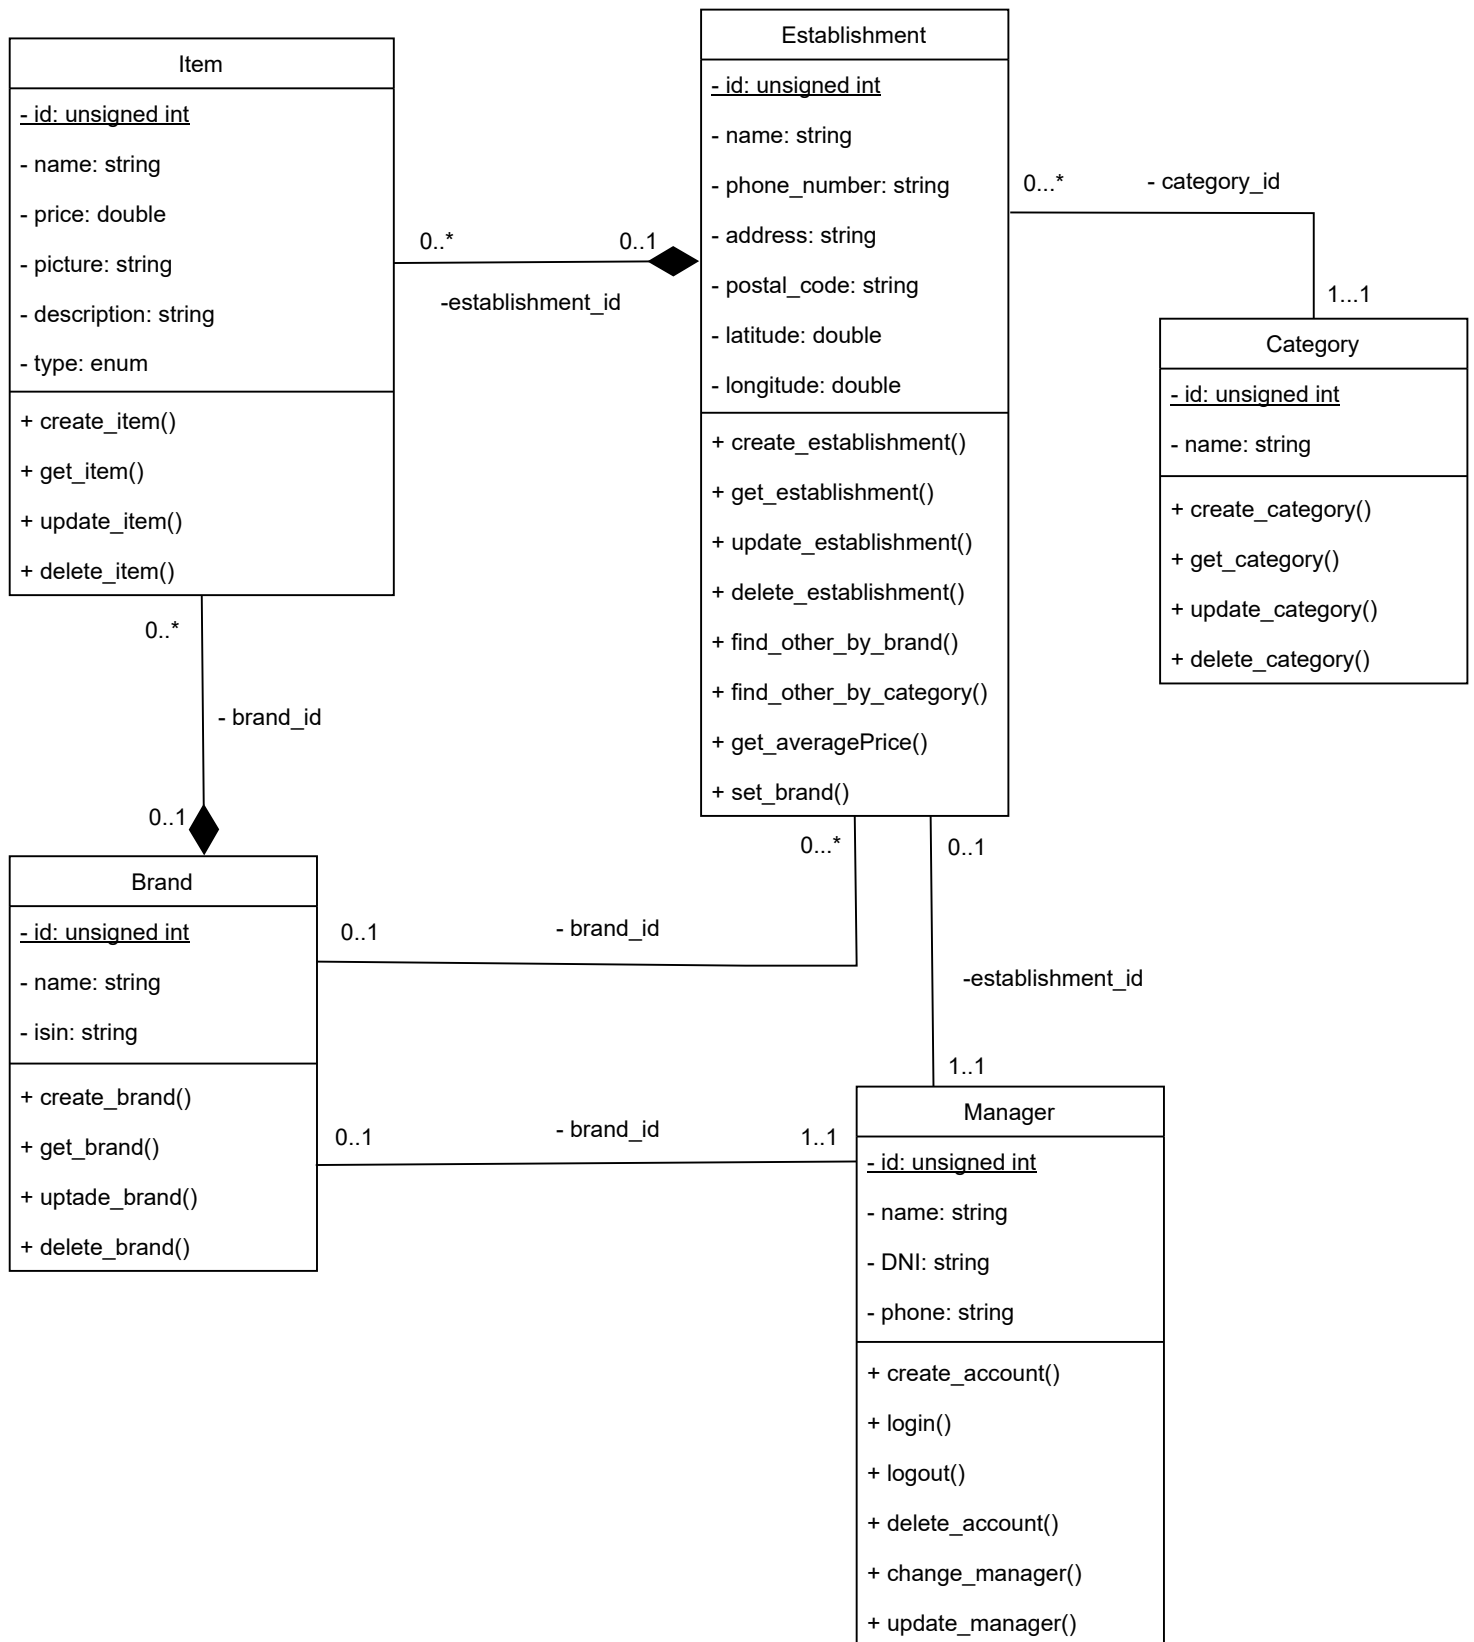 Item
- id: unsigned int
- name: string
- price: double
- picture: string
- description: string
- type: enum
+ create_item()
+ get_item()
+ update_item()
+ delete_item()
0..*
0..1
-establishment_id
Establishment
- id: unsigned int
- name: string
- phone_number: string
- address: string
- postal_code: string
- latitude: double
- longitude: double
+ create_establishment()
+ get_establishment()
+ update_establishment()
+ delete_establishment()
+ find_other_by_brand()
+ find_other_by_category()
+ get_averagePrice()
+ set_brand()
0...*
- category_id
1...1
Category
- id: unsigned int
- name: string
+ create_category()
+ get_category()
+ update_category()
+ delete_category()
0..*
- brand_id
0..1
Brand
- id: unsigned int
- name: string
- isin: string
+ create_brand()
+ get_brand()
+ uptade_brand()
+ delete_brand()
0...*
0..1
- brand_id
0..1
-establishment_id
1..1
0..1
- brand_id
1..1
Manager
- id: unsigned int
- name: string
- DNI: string
- phone: string
+ create_account()
+ login()
+ logout()
+ delete_account()
+ change_manager()
+ update_manager()